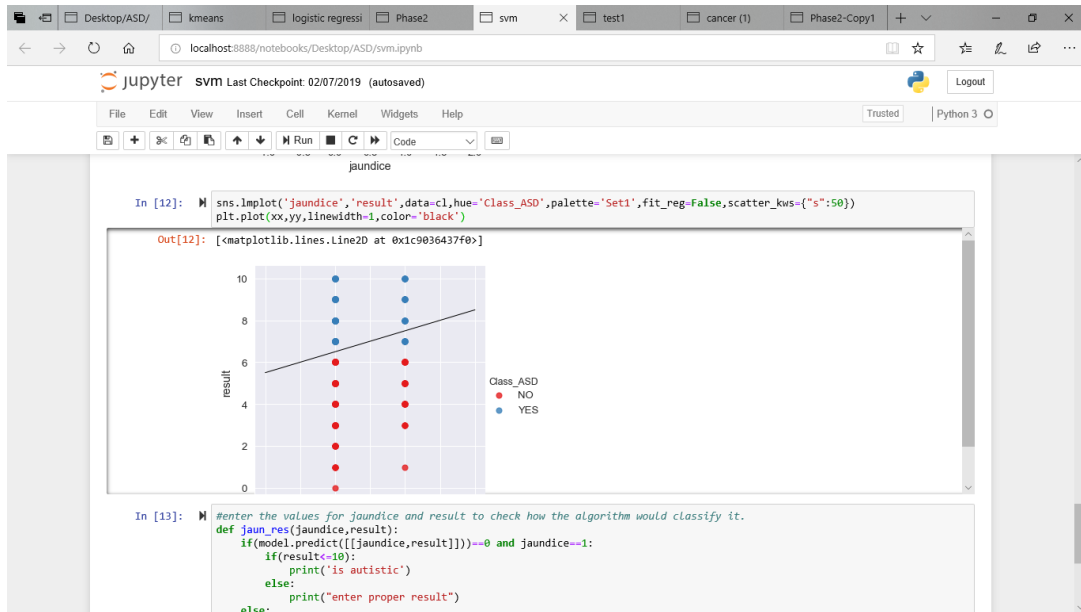 Desktop/ASD/ kmeans logistic regressi Phase2 svm test1 cancer (1) Phase2-Copy1
localhost:8888/notebooks/Desktop/ASD/svm.ipynb
jupyter svm Last Checkpoint: 02/07/2019 (autosaved) Logout
File Edit View Insert Cell Kernel Widgets Help Trusted Python 3
Run Code
jaundice
In [12]: sns.lmplot('jaundice','result',data=cl,hue='Class_ASD',palette='Set1',fit_reg=False,scatter_kws={"s":50})
plt.plot(xx,yy,linewidth=1,color='black')
Out[12]: [<matplotlib.lines.Line2D at 0x1c9036437f0>]
10
8
6
result
Class_ASD
NO
4
YES
2
0
In [13]: #enter the values for jaundice and result to check how the algorithm would classify it.
def jaun_res(jaundice,result):
if(model.predict([[jaundice,result]]))==0 and jaundice==1:
if(result<=10):
print('is autistic')
else:
print("enter proper result")
else: